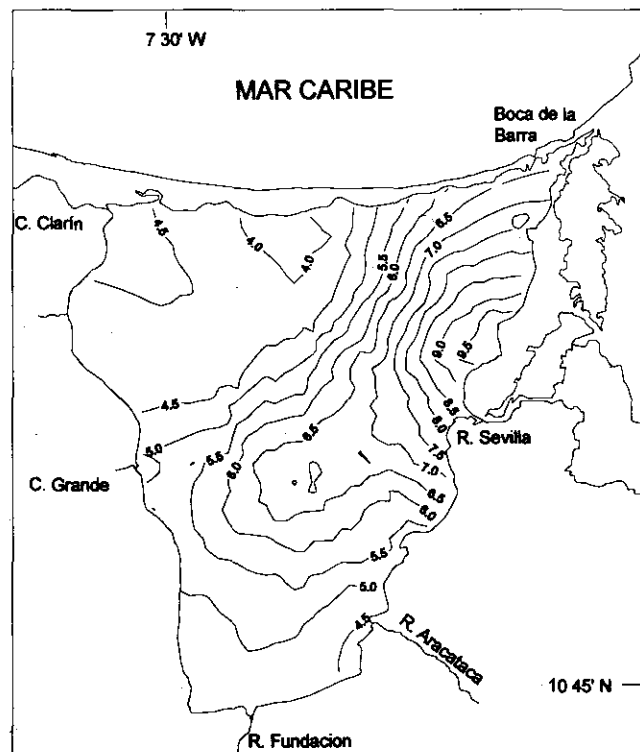 7 30' W
MAR CARIBE
Boca de la
Barra
C. Clarín
4.5
4.0
4.0
5.5
6.0
6.5
7.0
9.0
9.5
8.5
8.0
7.5
7.0
4.5
5.0
5.5
6.0
6.5
R. Sevilla
C. Grande
6.5
6.0
5.5
5.0
4.5
R. Aracataca
10 45' N
R. Fundacion